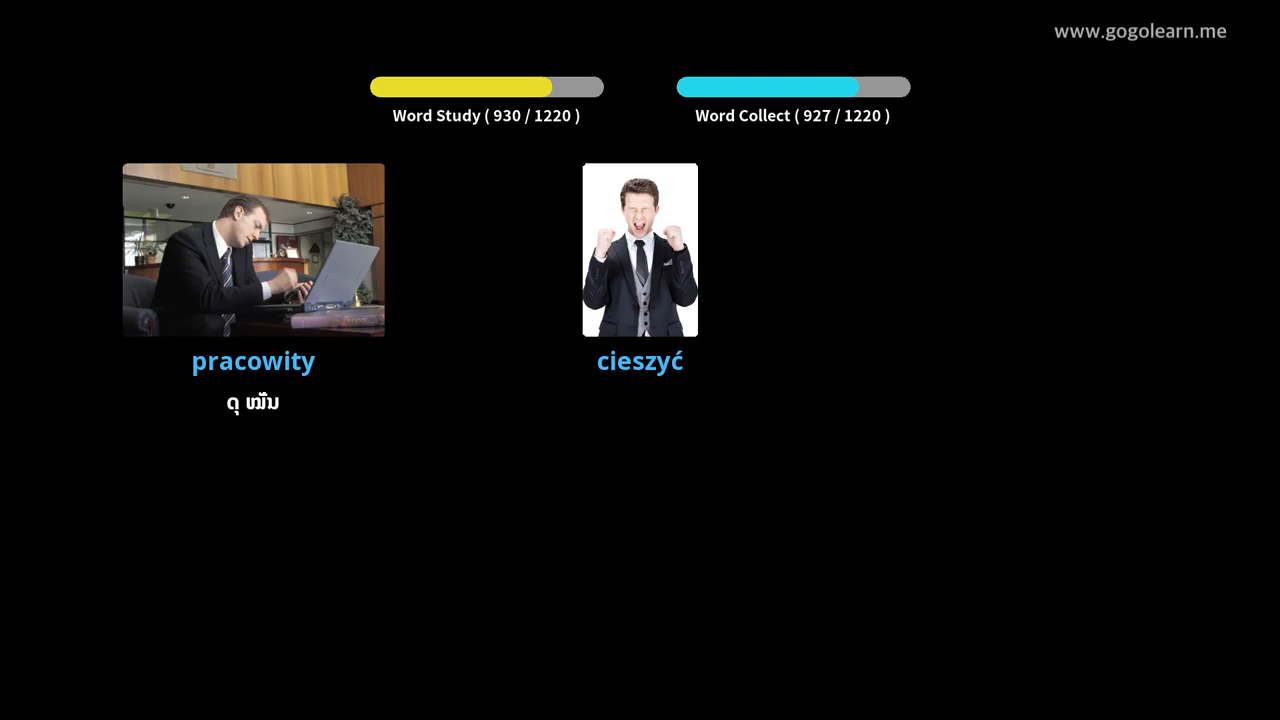 www.gogolearn.me
Word Study ( 930 / 1220 )
Word Collect ( 927 / 1220 )
pracowity
cieszyć
ດຸ ໝັ່ນ